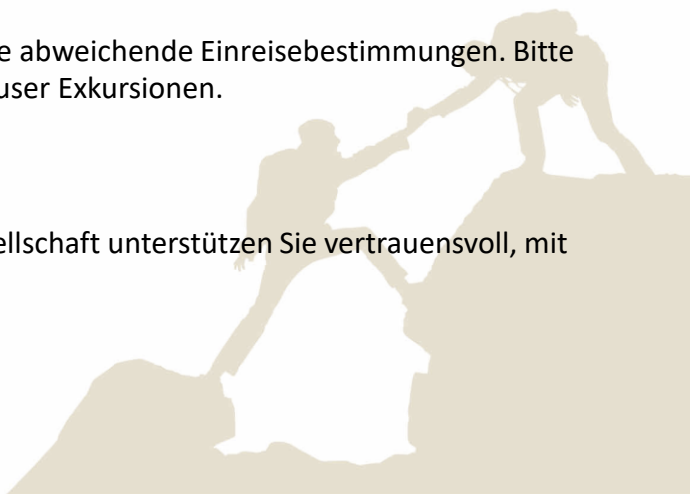 e abweichende Einreisebestimmungen. Bitte
user Exkursionen.
ellschaft unterstützen Sie vertrauensvoll, mit